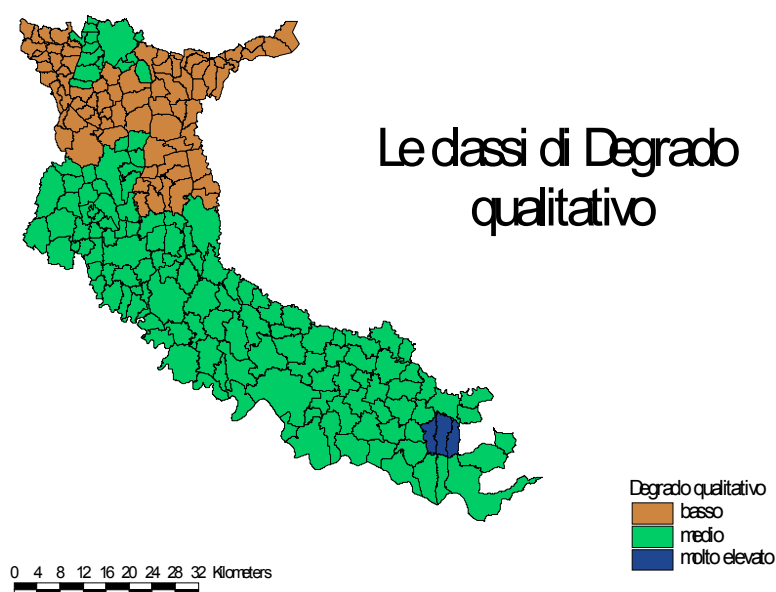 Le classi di Degrado
qualitativo
Degrado qualitativo
basso
medio
molto elevato
0 4 8 12 16 20 24 28 32 Kilometers